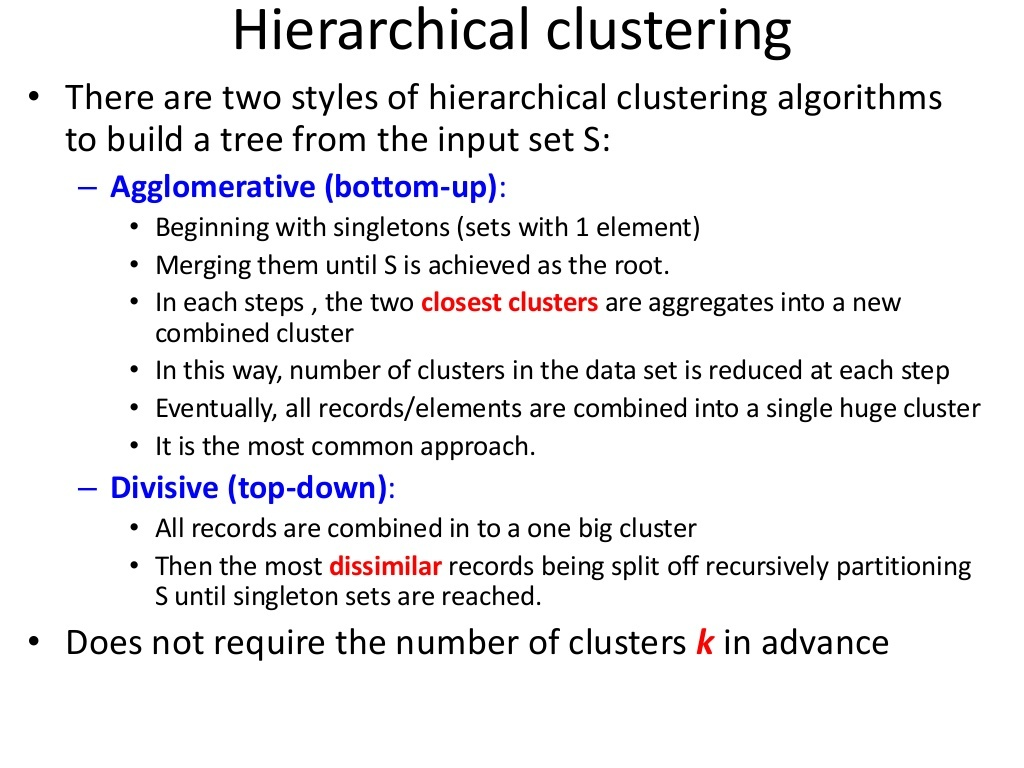 Hierarchical clustering
• There are two styles of hierarchical clustering algorithms
to build a tree from the input set S:
– Agglomerative (bottom-up):
• Beginning with singletons (sets with 1 element)
• Merging them until S is achieved as the root.
• In each steps , the two closest clusters are aggregates into a new
combined cluster
• In this way, number of clusters in the data set is reduced at each step
• Eventually, all records/elements are combined into a single huge cluster
• It is the most common approach.
– Divisive (top-down):
• All records are combined in to a one big cluster
• Then the most dissimilar records being split off recursively partitioning
S until singleton sets are reached.
• Does not require the number of clusters k in advance